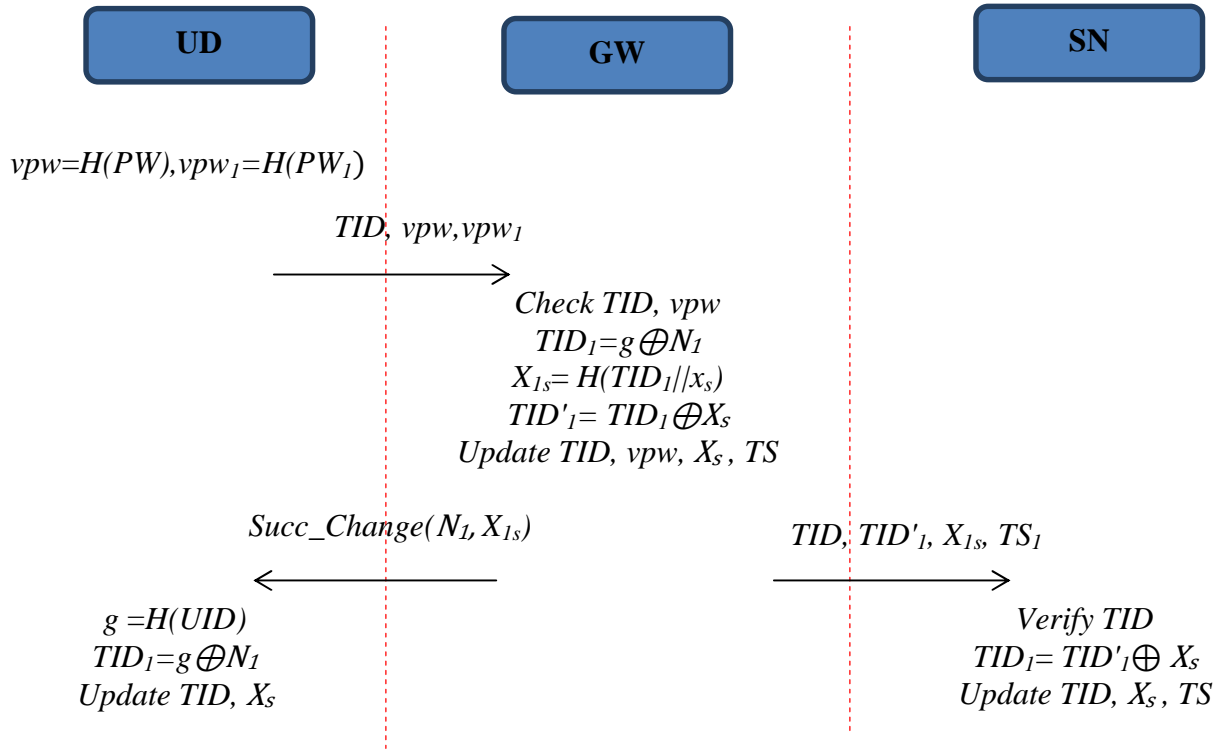 UD
GW
SN
vpw=H(PW),vpw₁=H(PW₁)
TID, vpw,vpw₁
Check TID, vpw
TID₁=g⊕N₁
X₁ₛ= H(TID₁//xₛ)
TID'₁= TID₁⊕Xₛ
Update TID, vpw, Xₛ , TS
Succ_Change(N₁, X₁ₛ)
TID, TID'₁, X₁ₛ, TS₁
g =H(UID)
TID₁=g⊕N₁
Update TID, Xₛ
Verify TID
TID₁= TID'₁⊕ Xₛ
Update TID, Xₛ , TS